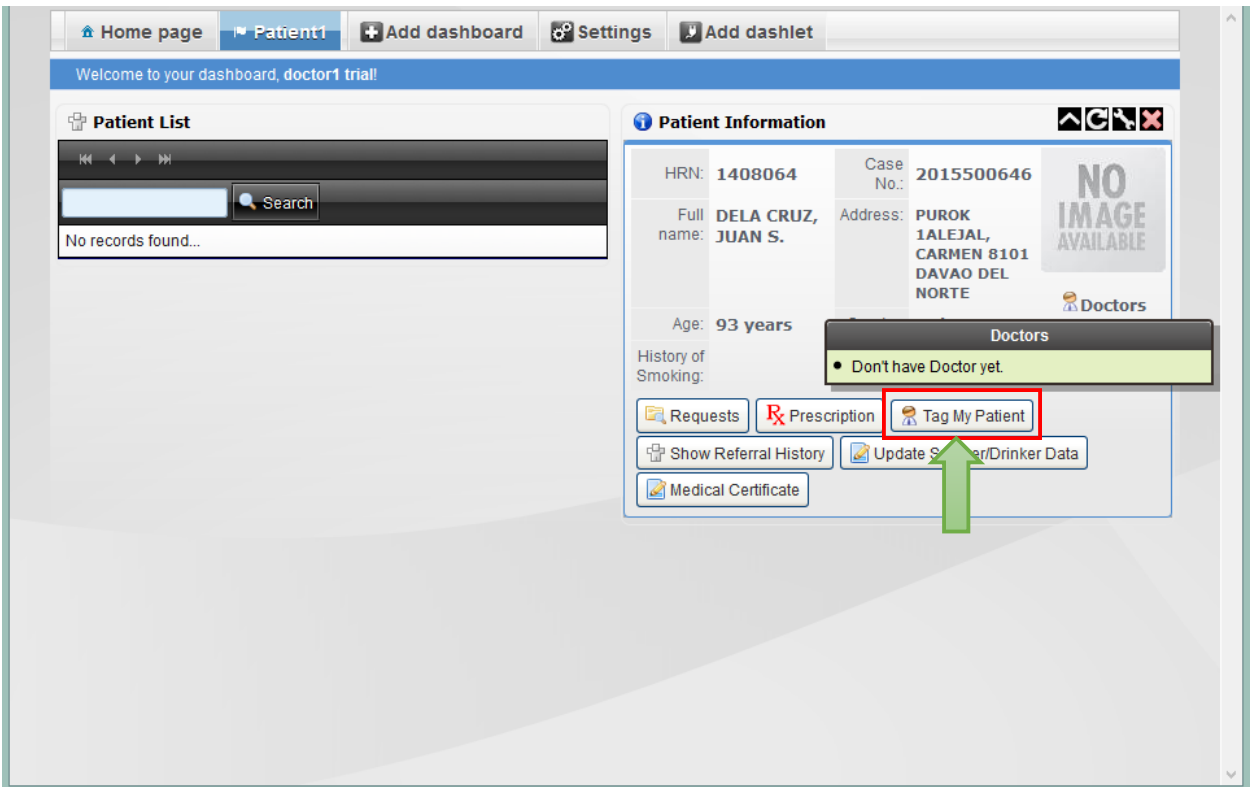 Home page Patient1 Add dashboard Settings Add dashlet
Welcome to your dashboard, doctor1 trial!
Patient List
Search
No records found...
Patient Information
HRN: 1408064 Case No.: 2015500646
NO
IMAGE
AVAILABLE
Full name: DELA CRUZ, JUAN S.
Address: PUROK
1ALEJAL,
CARMEN 8101
DAVAO DEL
NORTE
Doctors
Age: 93 years
Doctors
Don't have Doctor yet.
History of
Smoking:
Requests Prescription Tag My Patient
Show Referral History Update /Drinker Data
Medical Certificate